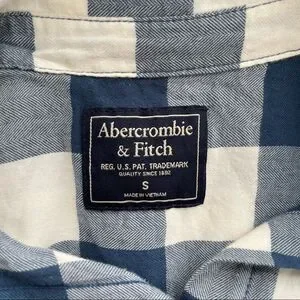 Abercrombie
& Fitch
REG. U.S. PAT. TRADEMARK
QUALITY SINCE 1892
S
MADE IN VIETNAM